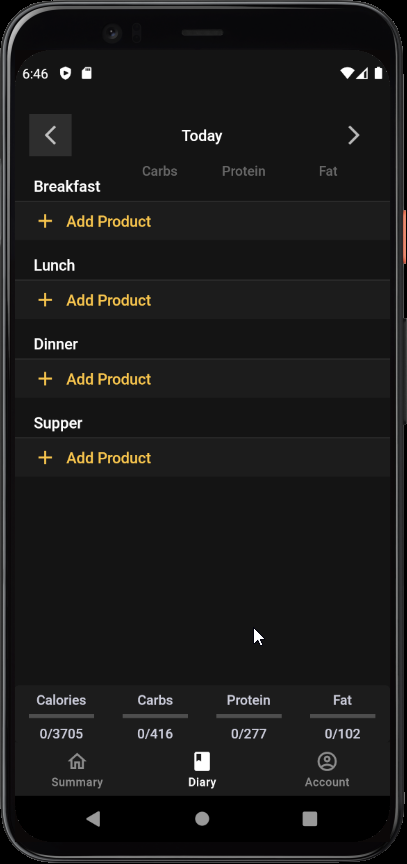 6:46
Today
Carbs Protein Fat
Breakfast
+ Add Product
Lunch
+ Add Product
Dinner
+ Add Product
Supper
+ Add Product
Calories Carbs Protein Fat
0/3705 0/416 0/277 0/102
Summary Diary Account